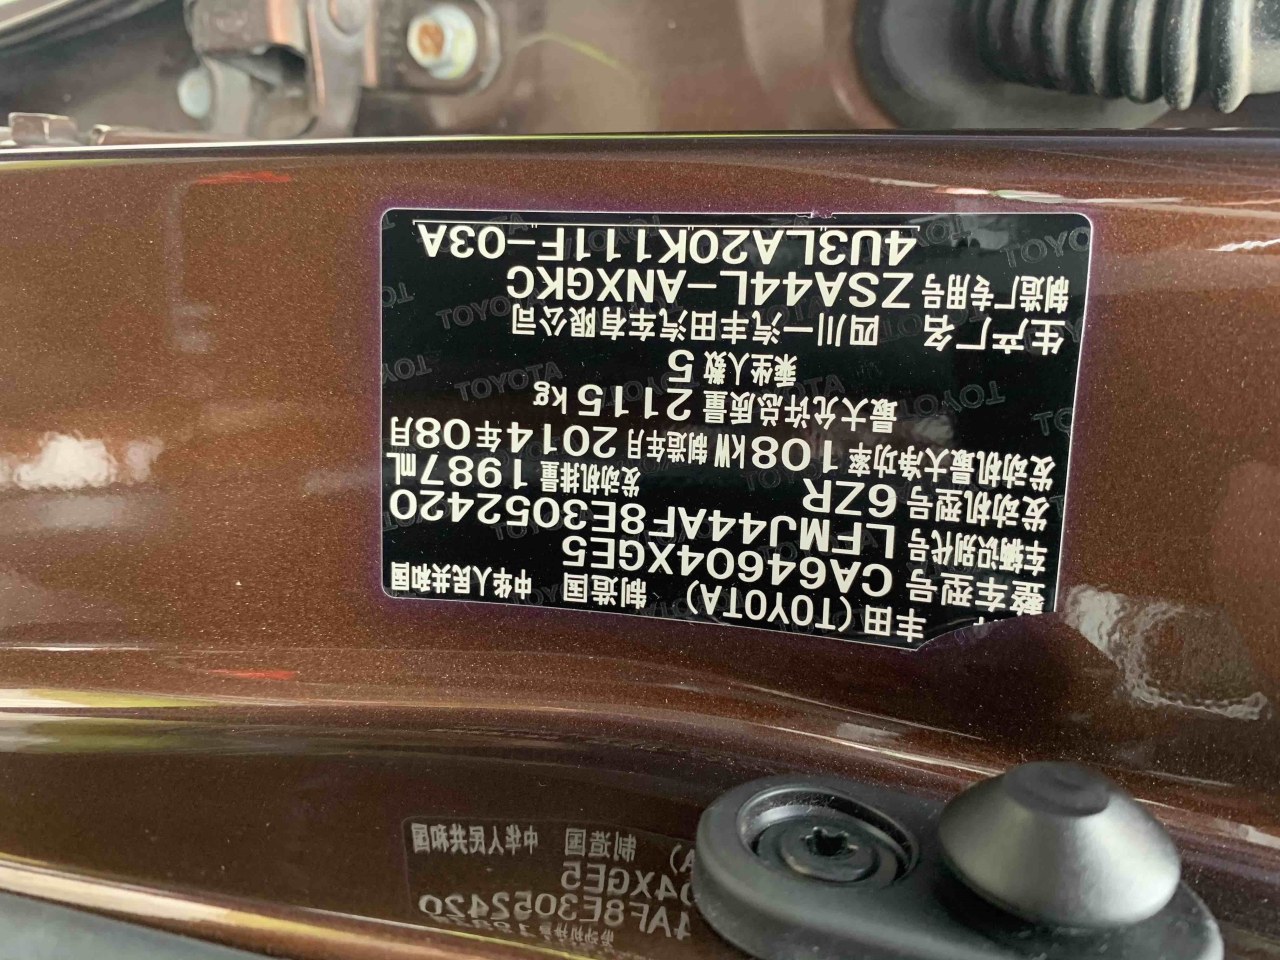 丰田(TOYOTA) 制造国 中华人民共和国
整车型号 CA64604XGE5
车辆识别代号 LFMJ44AF8E3052420
发动机型号 6ZR 发动机排量 1987mL
发动机最大净功率 108kW 制造年月 2014年08月
最大允许总质量 2115kg
乘坐人数 5
生产厂名 四川一汽丰田汽车有限公司
制造厂专用号 ZSA44L-ANXGKC
4U3LA20K111F-03A